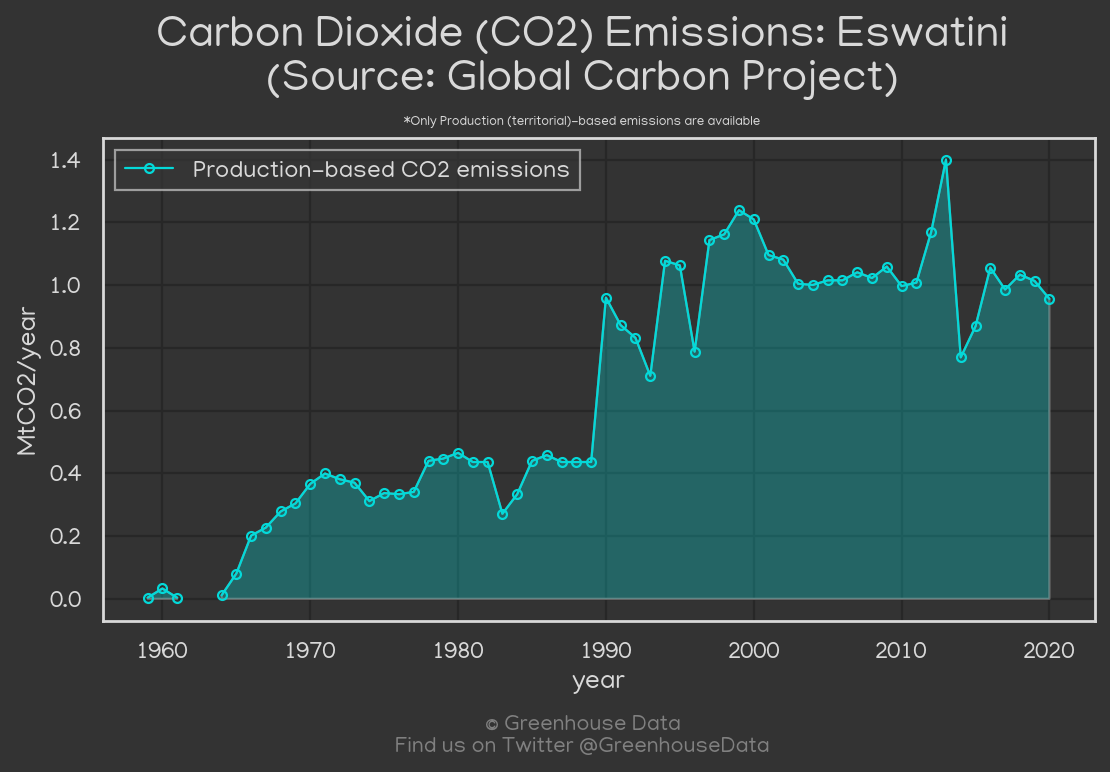 Carbon Dioxide (CO2) Emissions: Eswatini
(Source: Global Carbon Project)
*Only Production (territorial)-based emissions are available
Production-based CO2 emissions
1.4
1.2
1.0
0.8
0.6
0.4
0.2
0.0
MtCO2/year
1960 1970 1980 1990 2000 2010 2020
year
© Greenhouse Data
Find us on Twitter @GreenhouseData